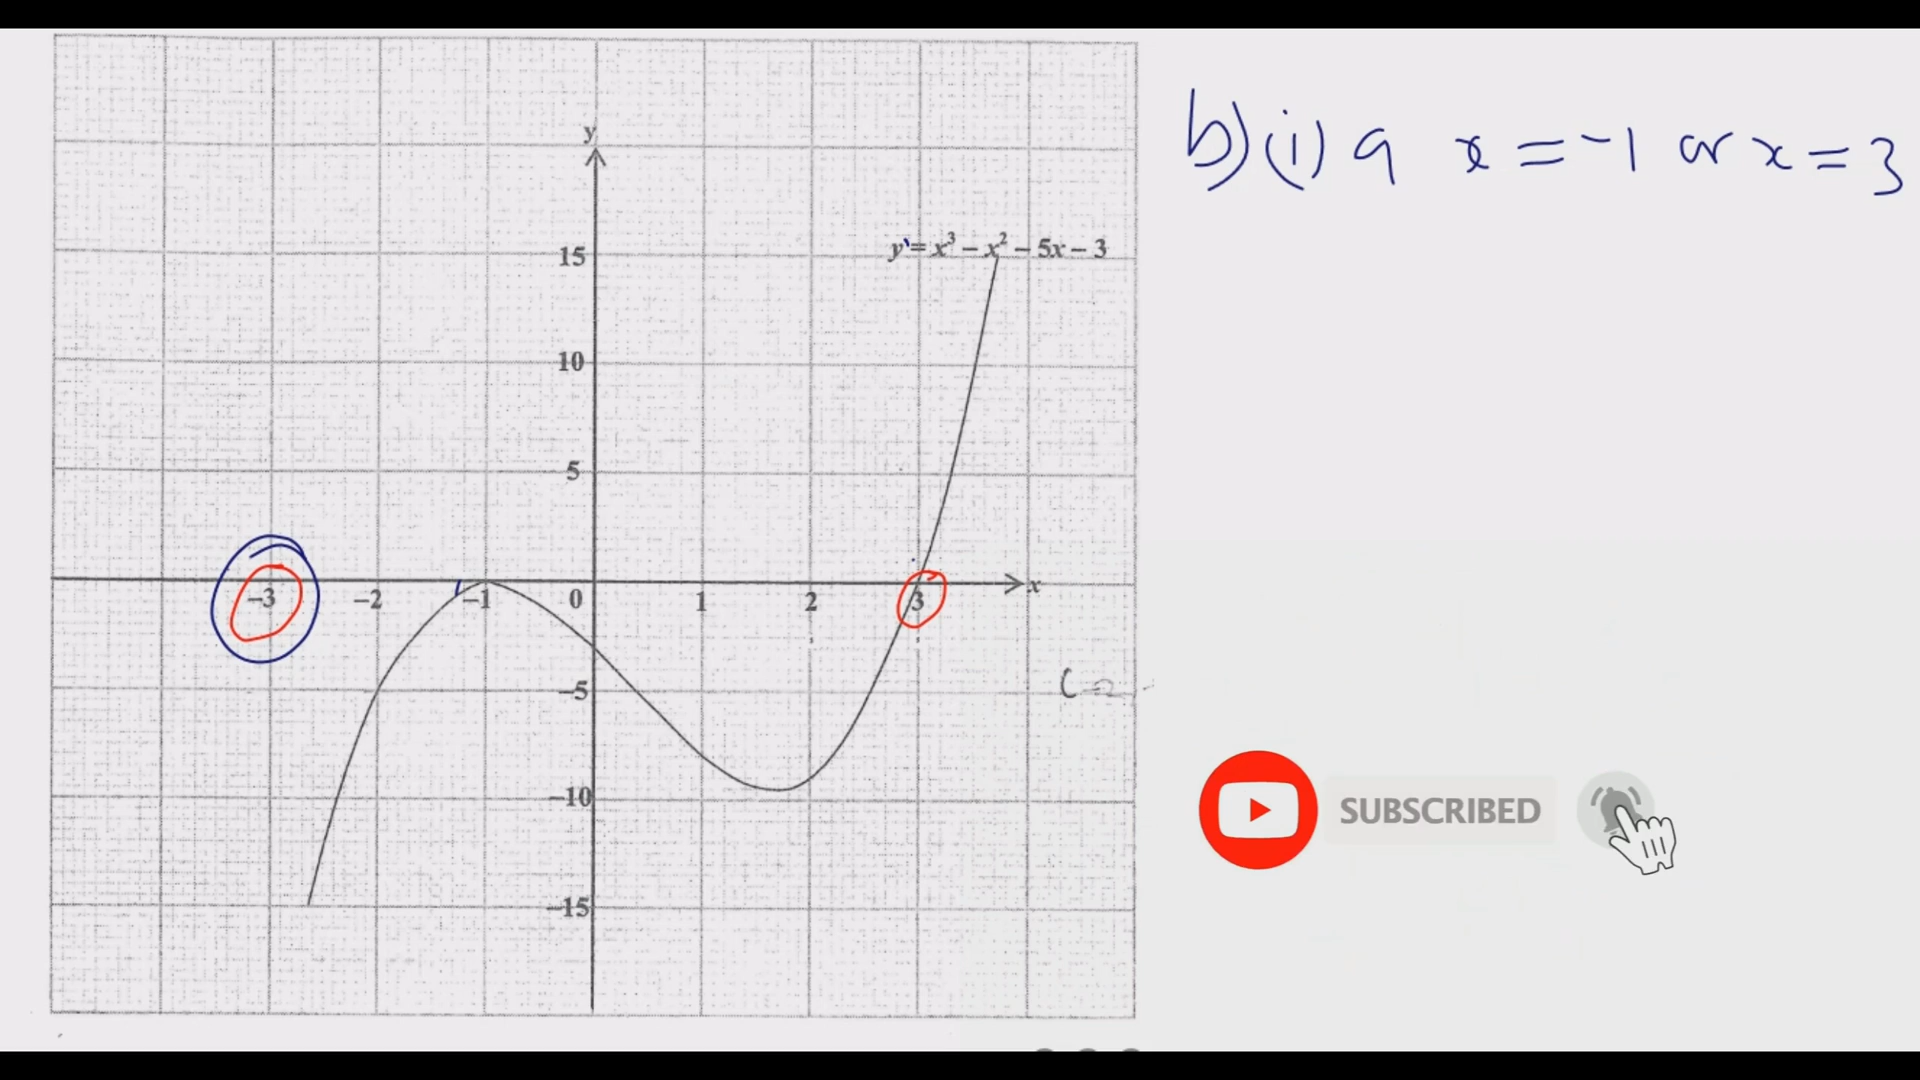 b)(i) a x = -1 or x = 3
y
y = x³ − x² − 5x − 3
15
10
5
−3 −2 −1 0 1 2 3 x
−5
−10
−15
SUBSCRIBED